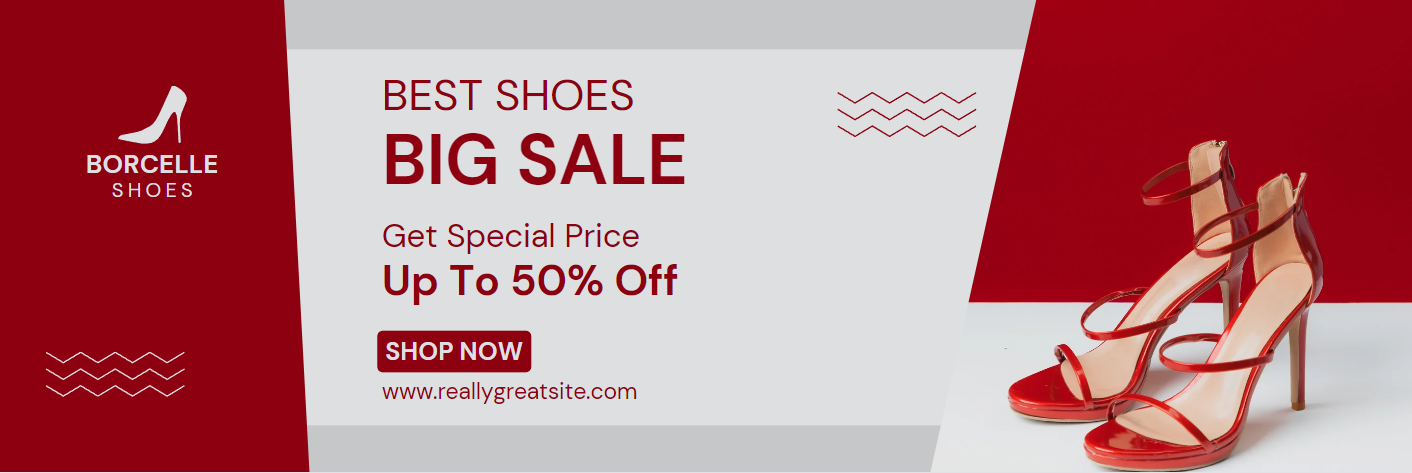 BORCELLE
SHOES
BEST SHOES
BIG SALE
Get Special Price
Up To 50% Off
SHOP NOW
www.reallygreatsite.com